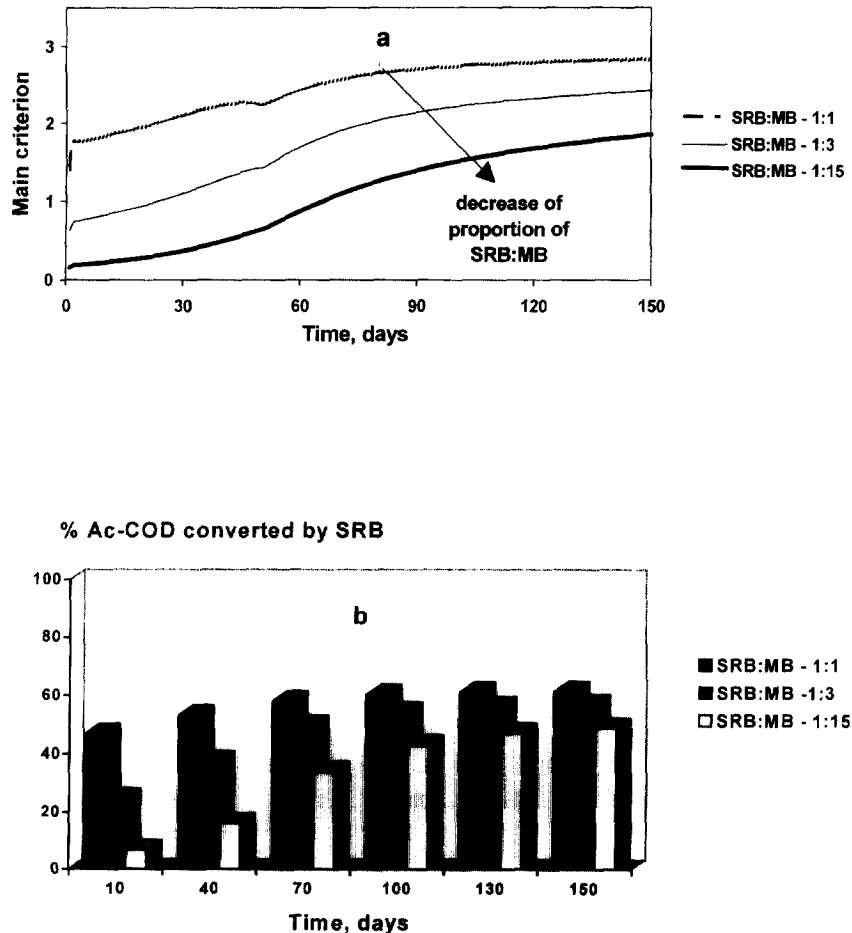 3
2
1
0
Main criterion
a
decrease of
proportion of
SRB:MB
0 30 60 90 120 150
Time, days
SRB:MB - 1:1
SRB:MB - 1:3
SRB:MB - 1:15
% Ac-COD converted by SRB
100
80
60
40
20
0
b
10 40 70 100 130 150
Time, days
SRB:MB - 1:1
SRB:MB -1:3
SRB:MB - 1:15